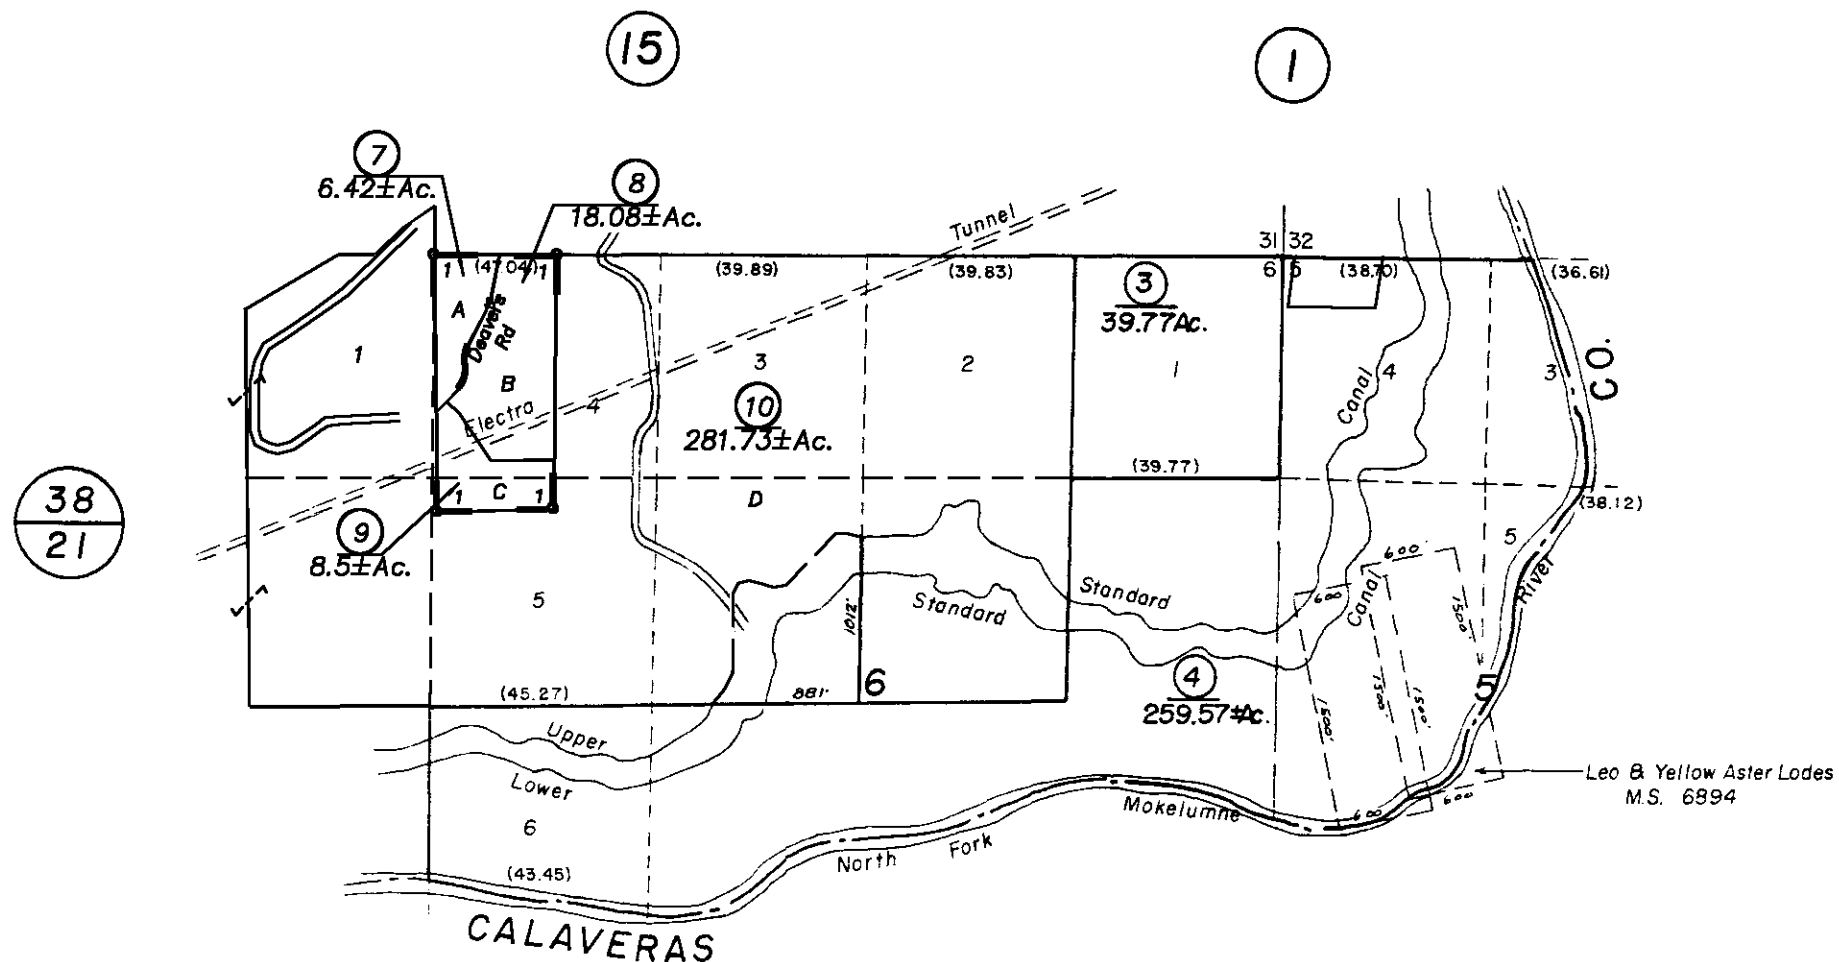 15
1
7
6.42±Ac.
8
18.08±Ac.
Tunnel
31 32
6 5
1
(47.04)
1
(39.89)
(39.83)
3
39.77Ac.
(38.70)
(36.61)
A
Deavers
Rd
B
1
Electra
4
3
2
1
10
281.73±Ac.
Canal
4
3
CO.
(39.77)
38
21
1
C
1
D
9
8.5±Ac.
(38.12)
5
5
600'
600
Canal
River
1012'
Standard
Standard
1500
(45.27)
881'
6
4
259.57±Ac.
1500'
1500'
1500'
5
Upper
Lower
Leo & Yellow Aster Lodes
M.S. 6894
6
(43.45)
North
Fork
Mokelumne
600
600
CALAVERAS